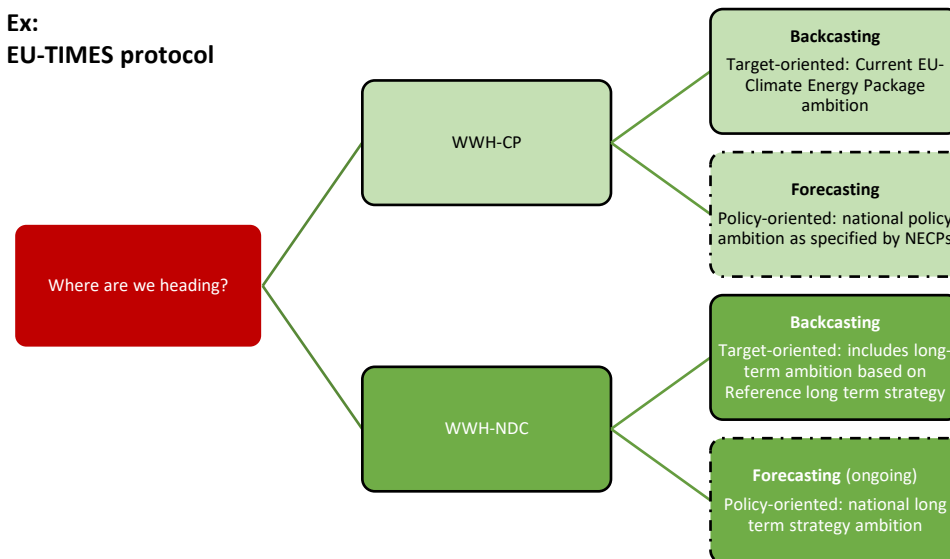 Ex:
EU-TIMES protocol
Where are we heading?
WWH-CP
Backcasting
Target-oriented: Current EU-
Climate Energy Package
ambition
Forecasting
Policy-oriented: national policy
ambition as specified by NECPs
WWH-NDC
Backcasting
Target-oriented: includes long-
term ambition based on
Reference long term strategy
Forecasting (ongoing)
Policy-oriented: national long
term strategy ambition